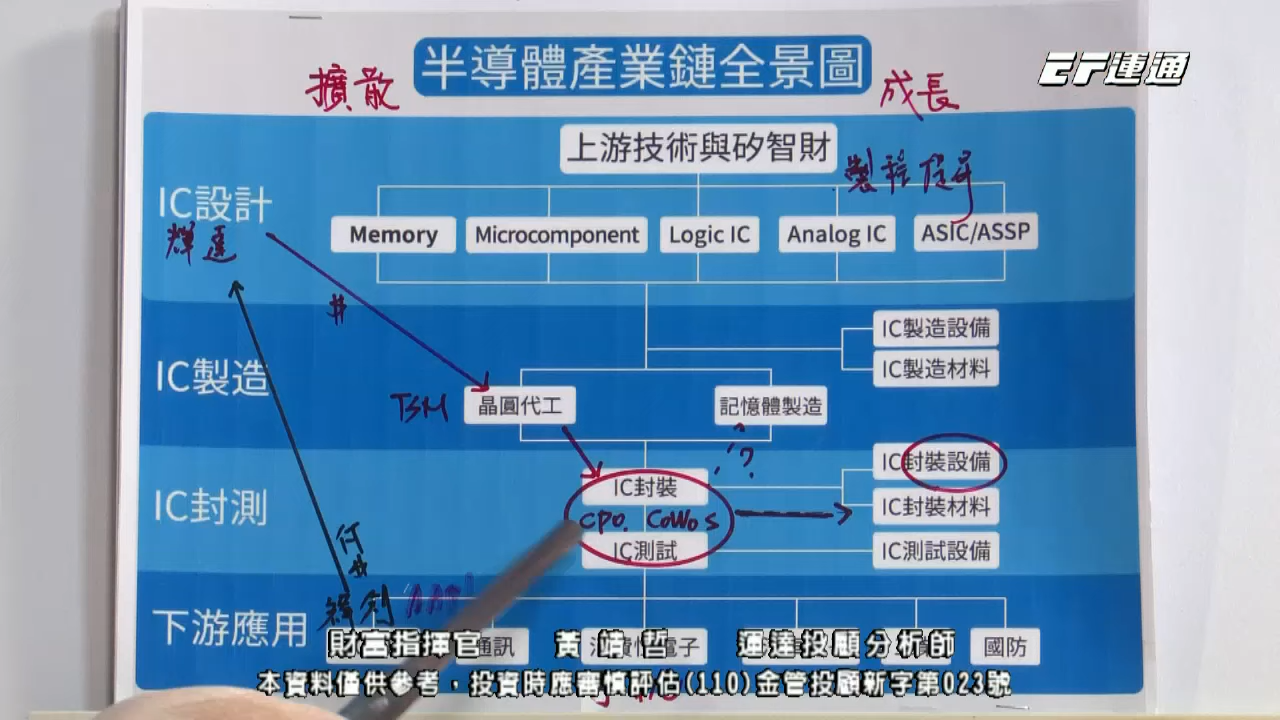 半導體產業鏈全景圖
EF運通
擴散
成長
上游技術與矽智財
製程
IC設計
輝達
Memory
Microcomponent
Logic IC
Analog IC
ASIC/ASSP
$
IC製造
IC製造設備
IC製造材料
TSM
晶圓代工
記憶體製造
?
IC封測
IC封裝
CPO. CoWoS
IC測試
IC封裝設備
IC封裝材料
IC測試設備
付
$
緯創
下游應用
通訊
電子
國防
財富指揮官 黃靖哲 運達投顧分析師
本資料僅供參考，投資時應審慎評估(110)金管投顧新字第023號